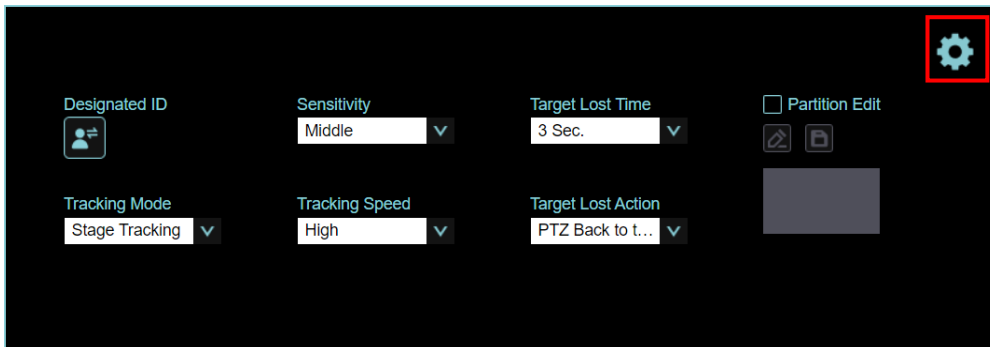 Designated ID
Sensitivity
Target Lost Time
Partition Edit
Middle
3 Sec.
Tracking Mode
Tracking Speed
Target Lost Action
Stage Tracking
High
PTZ Back to t...